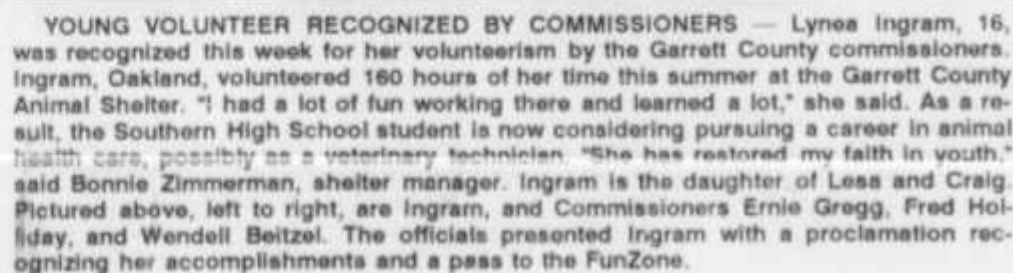 YOUNG VOLUNTEER RECOGNIZED BY COMMISSIONERS — Lynea Ingram, 16,
was recognized this week for her volunteerism by the Garrett County commissioners.
Ingram, Oakland, volunteered 160 hours of her time this summer at the Garrett County
Animal Shelter. "I had a lot of fun working there and learned a lot," she said. As a re-
sult, the Southern High School student is now considering pursuing a career in animal
health care, possibly as a veterinary technician. "She has restored my faith in youth,"
said Bonnie Zimmerman, shelter manager. Ingram is the daughter of Lesa and Craig.
Pictured above, left to right, are Ingram, and Commissioners Ernie Gregg, Fred Hol-
liday, and Wendell Beitzel. The officials presented Ingram with a proclamation rec-
ognizing her accomplishments and a pass to the FunZone.